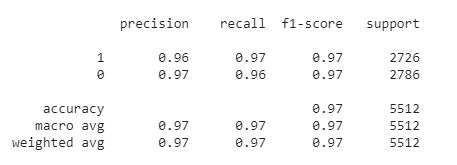 precision recall f1-score support
1 0.96 0.97 0.97 2726
0 0.97 0.96 0.97 2786
accuracy 0.97 5512
macro avg 0.97 0.97 0.97 5512
weighted avg 0.97 0.97 0.97 5512